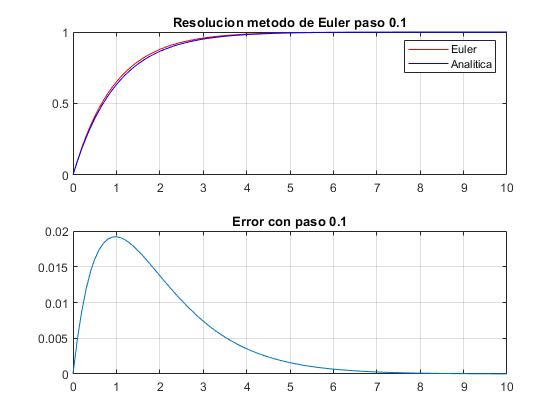 Resolucion metodo de Euler paso 0.1
1
0.5
0
Euler
Analitica
0 1 2 3 4 5 6 7 8 9 10
Error con paso 0.1
0.02
0.015
0.01
0.005
0
0 1 2 3 4 5 6 7 8 9 10